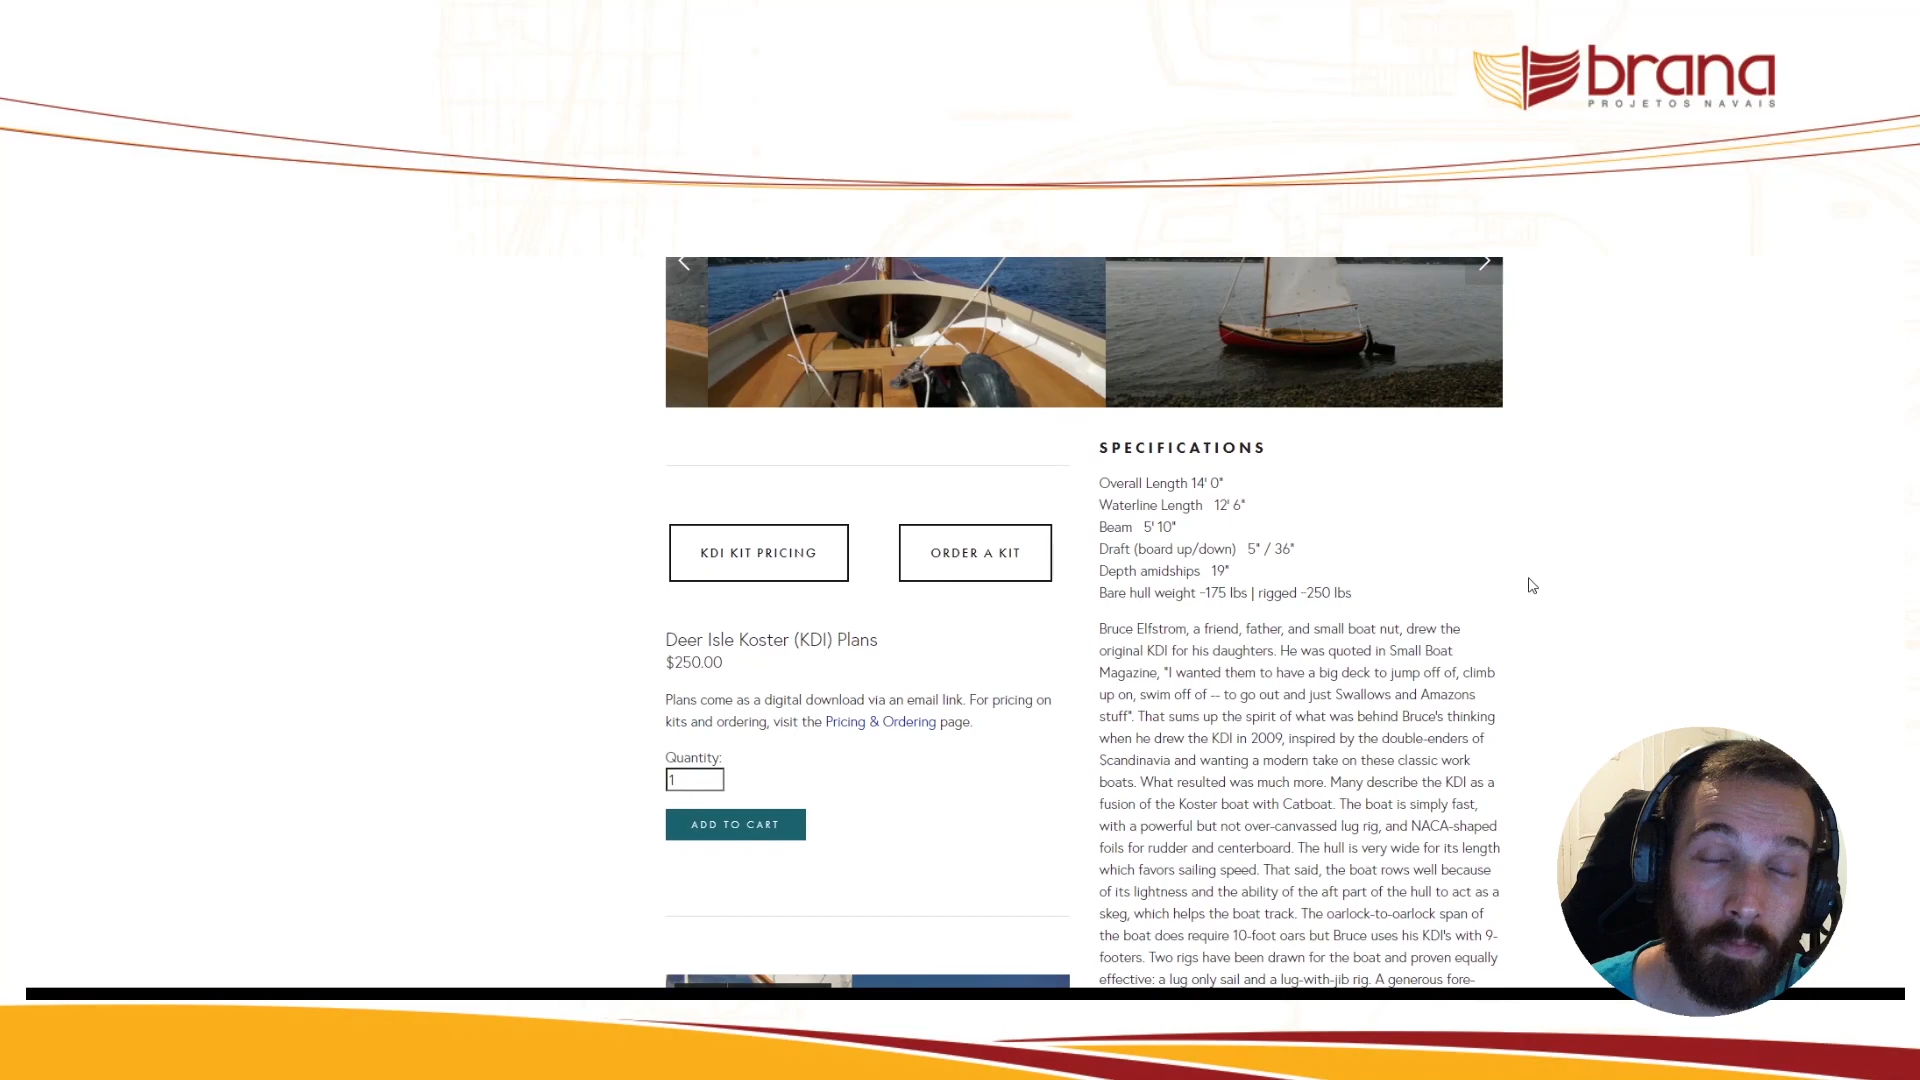 brana
PROJETOS NAVAIS
SPECIFICATIONS
Overall Length 14' 0"
Waterline Length 12' 6"
Beam 5' 10"
Draft (board up/down) 5" / 36"
Depth amidships 19"
Bare hull weight ~175 lbs | rigged ~250 lbs
KDI KIT PRICING
ORDER A KIT
Deer Isle Koster (KDI) Plans
$250.00
Plans come as a digital download via an email link. For pricing on
kits and ordering, visit the Pricing & Ordering page.
Quantity:
1
ADD TO CART
Bruce Elfstrom, a friend, father, and small boat nut, drew the
original KDI for his daughters. He was quoted in Small Boat
Magazine, "I wanted them to have a big deck to jump off of, climb
up on, swim off of -- to go out and just Swallows and Amazons
stuff". That sums up the spirit of what was behind Bruce's thinking
when he drew the KDI in 2009, inspired by the double-enders of
Scandinavia and wanting a modern take on these classic work
boats. What resulted was much more. Many describe the KDI as a
fusion of the Koster boat with Catboat. The boat is simply fast,
with a powerful but not over-canvassed lug rig, and NACA-shaped
foils for rudder and centerboard. The hull is very wide for its length
which favors sailing speed. That said, the boat rows well because
of its lightness and the ability of the aft part of the hull to act as a
skeg, which helps the boat track. The oarlock-to-oarlock span of
the boat does require 10-foot oars but Bruce uses his KDI's with 9-
footers. Two rigs have been drawn for the boat and proven equally
effective: a lug only sail and a lug-with-jib rig. A generous fore-